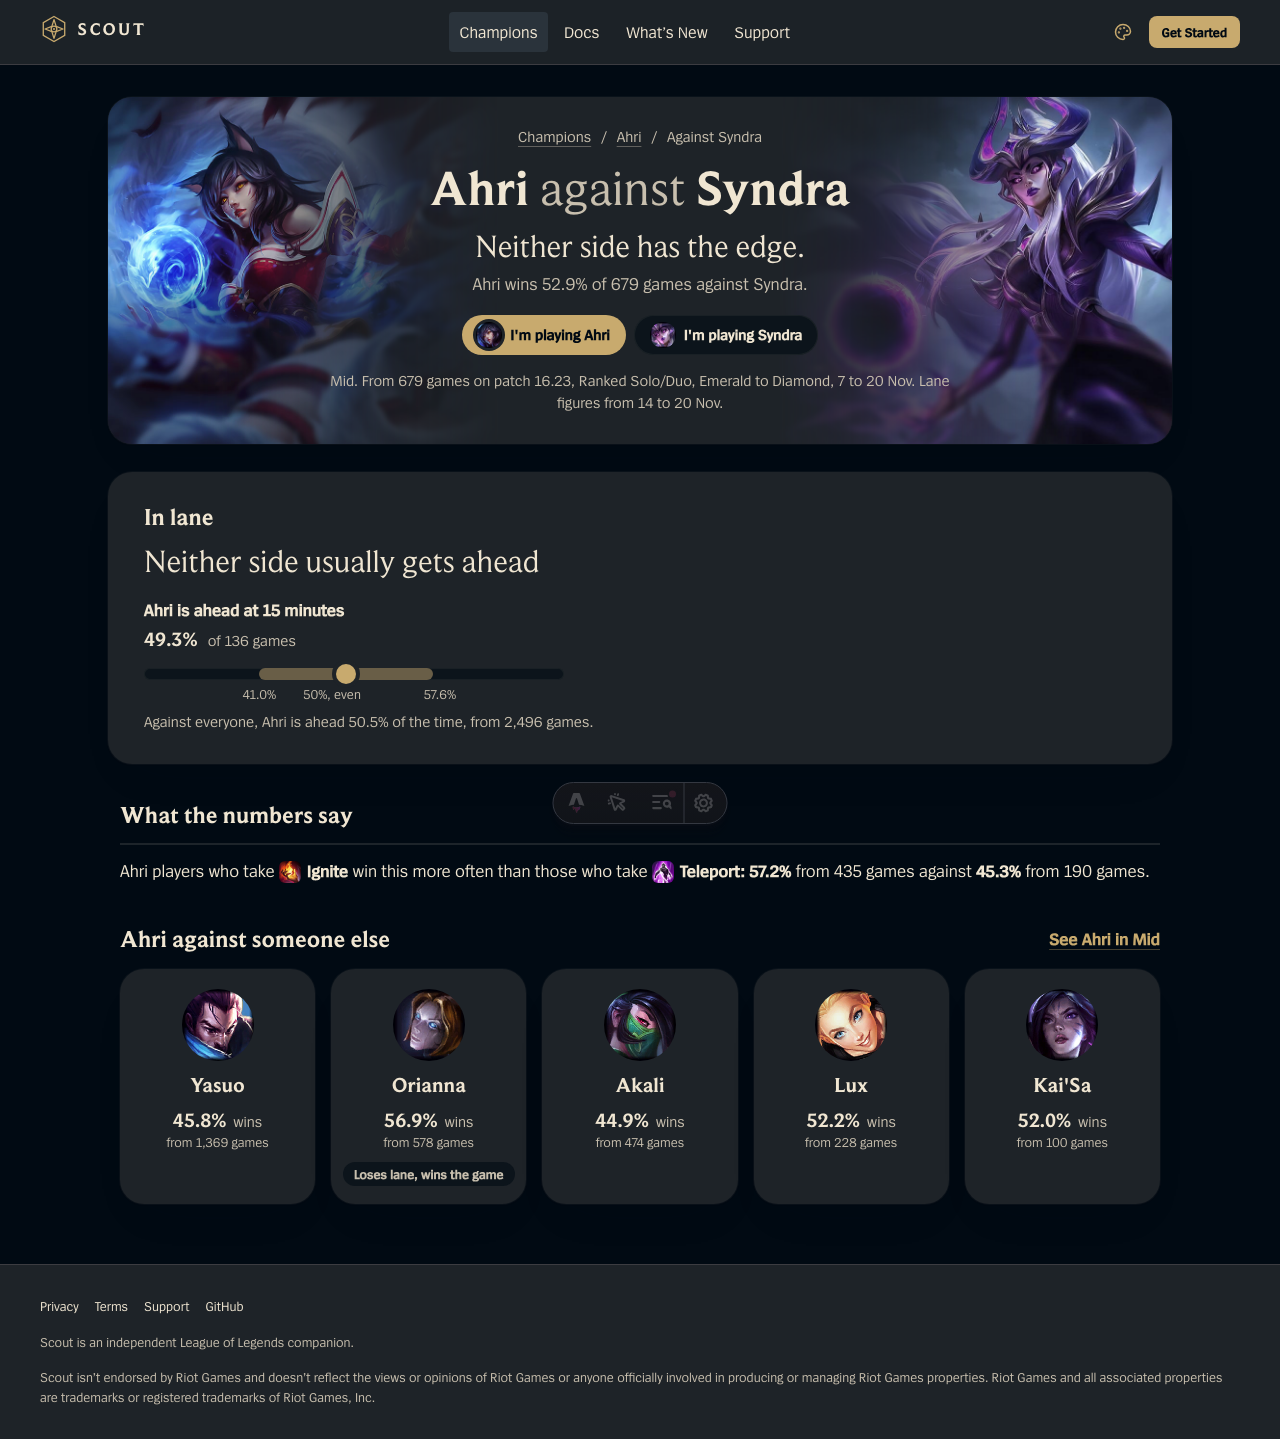 SCOUT
Champions
Docs
What's New
Support
Get Started
Champions / Ahri / Against Syndra
Ahri against Syndra
Neither side has the edge.
Ahri wins 52.9% of 679 games against Syndra.
I'm playing Ahri
I'm playing Syndra
Mid. From 679 games on patch 16.23, Ranked Solo/Duo, Emerald to Diamond, 7 to 20 Nov. Lane
figures from 14 to 20 Nov.
In lane
Neither side usually gets ahead
Ahri is ahead at 15 minutes
49.3% of 136 games
41.0% 50%, even 57.6%
Against everyone, Ahri is ahead 50.5% of the time, from 2,496 games.
What the numbers say
Ahri players who take Ignite win this more often than those who take Teleport: 57.2% from 435 games against 45.3% from 190 games.
Ahri against someone else
See Ahri in Mid
Yasuo
45.8% wins
from 1,369 games
Orianna
56.9% wins
from 578 games
Loses lane, wins the game
Akali
44.9% wins
from 474 games
Lux
52.2% wins
from 228 games
Kai'Sa
52.0% wins
from 100 games
Privacy
Terms
Support
GitHub
Scout is an independent League of Legends companion.
Scout isn't endorsed by Riot Games and doesn't reflect the views or opinions of Riot Games or anyone officially involved in producing or managing Riot Games properties. Riot Games and all associated properties
are trademarks or registered trademarks of Riot Games, Inc.